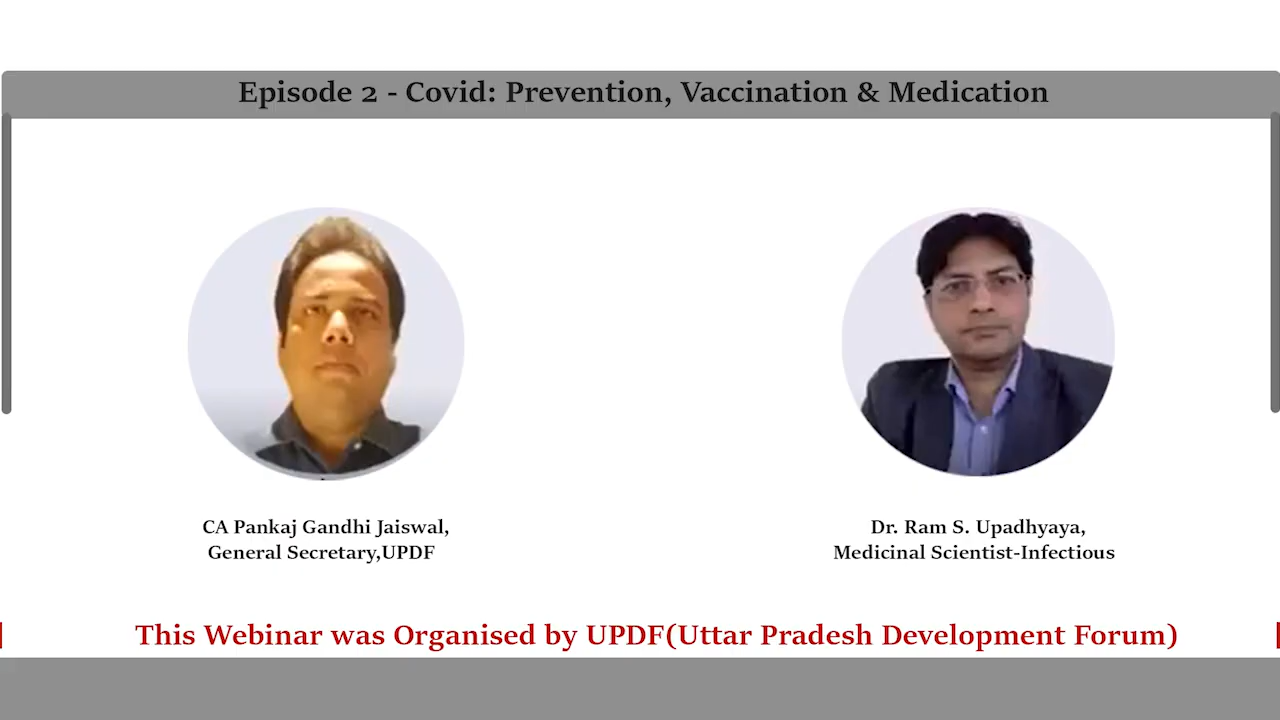 Episode 2 - Covid: Prevention, Vaccination & Medication
CA Pankaj Gandhi Jaiswal,
General Secretary,UPDF
Dr. Ram S. Upadhyaya,
Medicinal Scientist-Infectious
This Webinar was Organised by UPDF(Uttar Pradesh Development Forum)